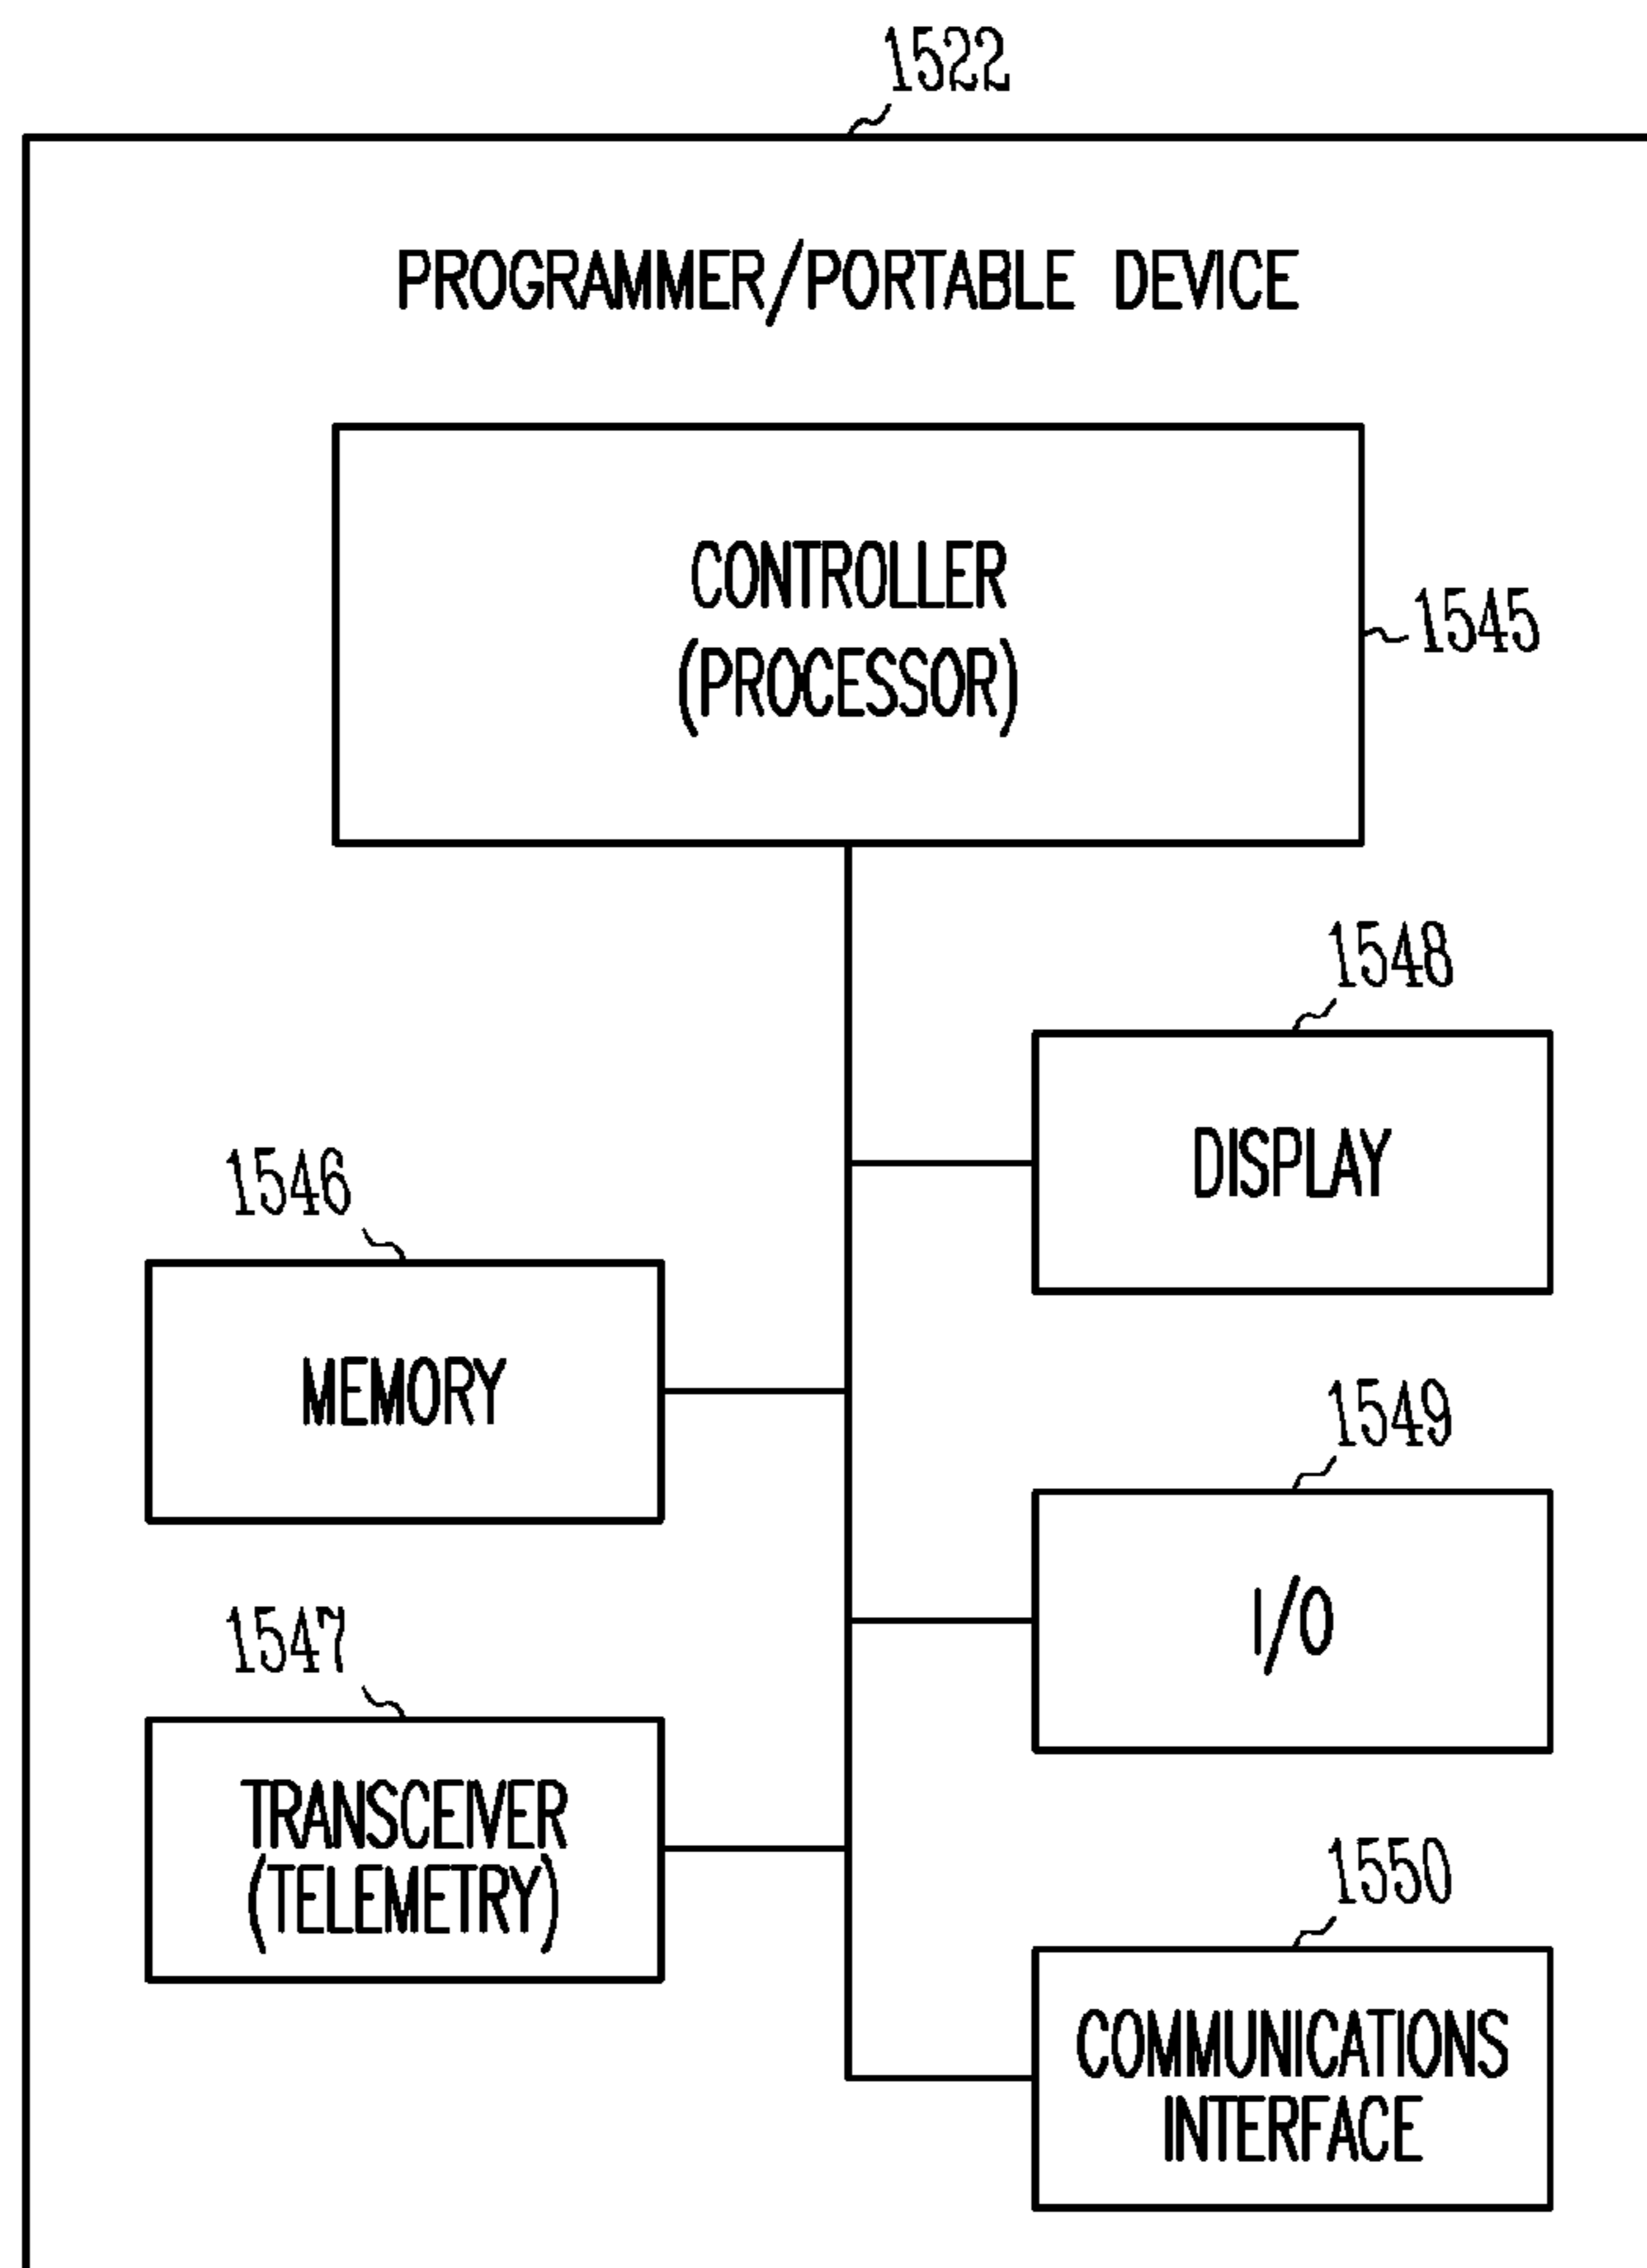 1522
PROGRAMMER/PORTABLE DEVICE
CONTROLLER
(PROCESSOR)
1545
1548
DISPLAY
1546
MEMORY
1549
I/O
1547
TRANSCEIVER
(TELEMETRY)
1550
COMMUNICATIONS
INTERFACE